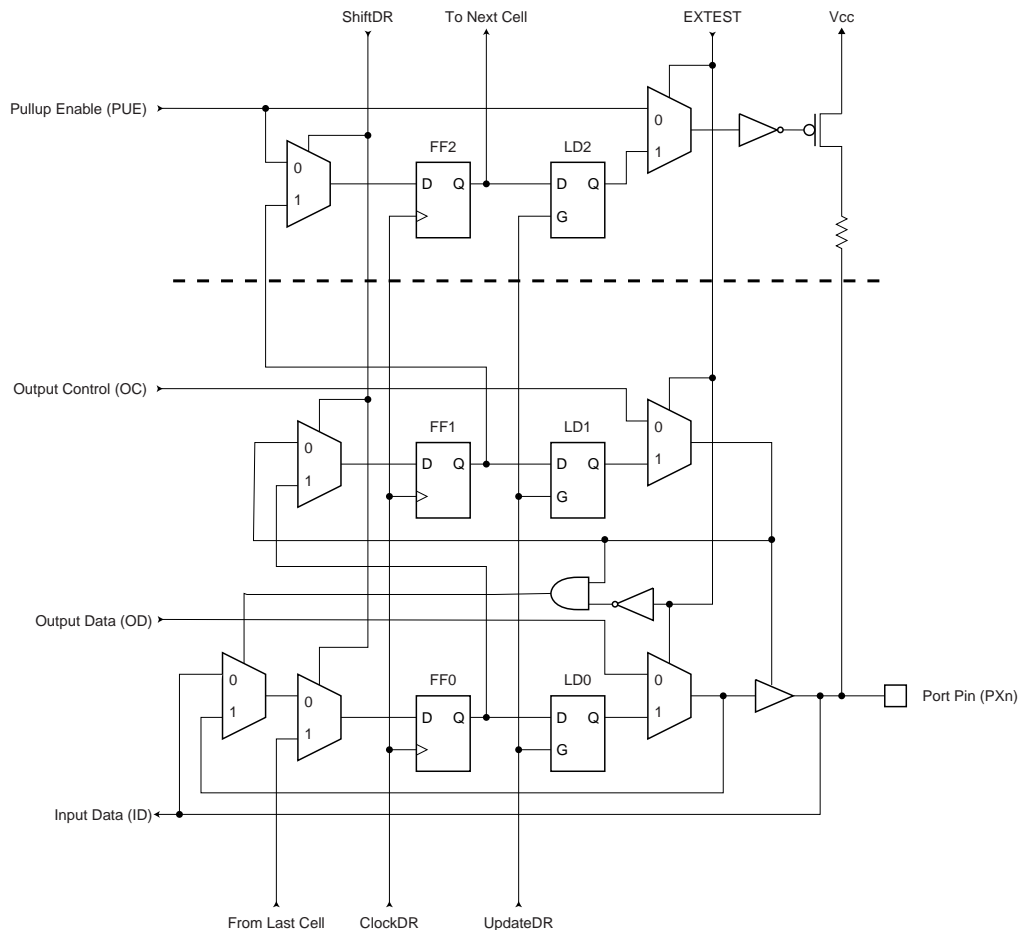 ShiftDR To Next Cell EXTEST Vcc
Pullup Enable (PUE)
0
1
FF2
D Q
LD2
D Q
G
0
1
Output Control (OC)
0
1
FF1
D Q
LD1
D Q
G
0
1
Output Data (OD)
0
1
0
1
FF0
D Q
LD0
D Q
G
0
1
Port Pin (PXn)
Input Data (ID)
From Last Cell ClockDR UpdateDR